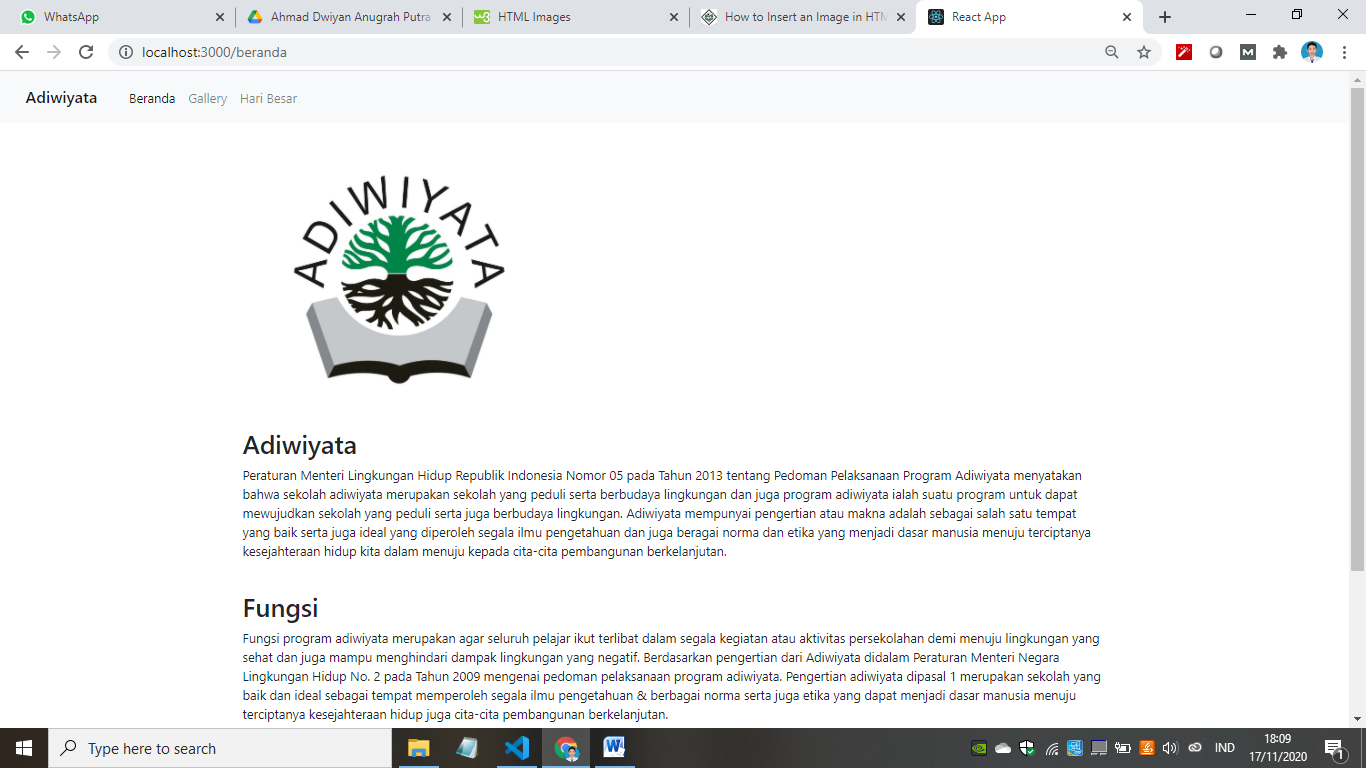 WhatsApp
Ahmad Dwiyan Anugrah Putra
HTML Images
How to Insert an Image in HTM
React App
localhost:3000/beranda
Adiwiyata
Beranda
Gallery
Hari Besar
ADIWIYATA
Adiwiyata
Peraturan Menteri Lingkungan Hidup Republik Indonesia Nomor 05 pada Tahun 2013 tentang Pedoman Pelaksanaan Program Adiwiyata menyatakan
bahwa sekolah adiwiyata merupakan sekolah yang peduli serta berbudaya lingkungan dan juga program adiwiyata ialah suatu program untuk dapat
mewujudkan sekolah yang peduli serta juga berbudaya lingkungan. Adiwiyata mempunyai pengertian atau makna adalah sebagai salah satu tempat
yang baik serta juga ideal yang diperoleh segala ilmu pengetahuan dan juga beragai norma dan etika yang menjadi dasar manusia menuju terciptanya
kesejahteraan hidup kita dalam menuju kepada cita-cita pembangunan berkelanjutan.
Fungsi
Fungsi program adiwiyata merupakan agar seluruh pelajar ikut terlibat dalam segala kegiatan atau aktivitas persekolahan demi menuju lingkungan yang
sehat dan juga mampu menghindari dampak lingkungan yang negatif. Berdasarkan pengertian dari Adiwiyata didalam Peraturan Menteri Negara
Lingkungan Hidup No. 2 pada Tahun 2009 mengenai pedoman pelaksanaan program adiwiyata. Pengertian adiwiyata dipasal 1 merupakan sekolah yang
baik dan ideal sebagai tempat memperoleh segala ilmu pengetahuan & berbagai norma serta juga etika yang dapat menjadi dasar manusia menuju
terciptanya kesejahteraan hidup juga cita-cita pembangunan berkelanjutan.
Type here to search
IND
18:09
17/11/2020
1